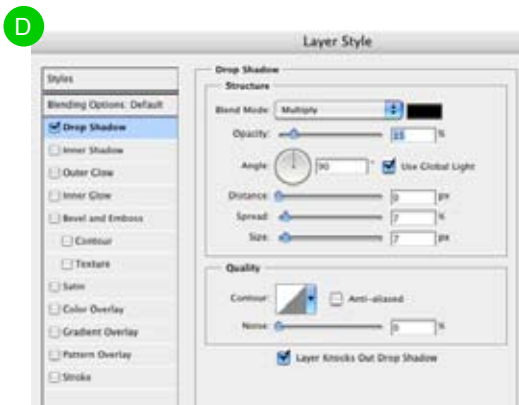 D
Layer Style
Styles
Blending Options: Default
Drop Shadow
Inner Shadow
Outer Glow
Inner Glow
Bevel and Emboss
Contour
Texture
Satin
Color Overlay
Gradient Overlay
Pattern Overlay
Stroke
Drop Shadow
Structure
Blend Mode: Multiply
Opacity: %
Angle: 90 ° Use Global Light
Distance: 0 px
Spread: 7 %
Size: 7 px
Quality
Contour: Anti-aliased
Noise: 0 %
Layer Knocks Out Drop Shadow